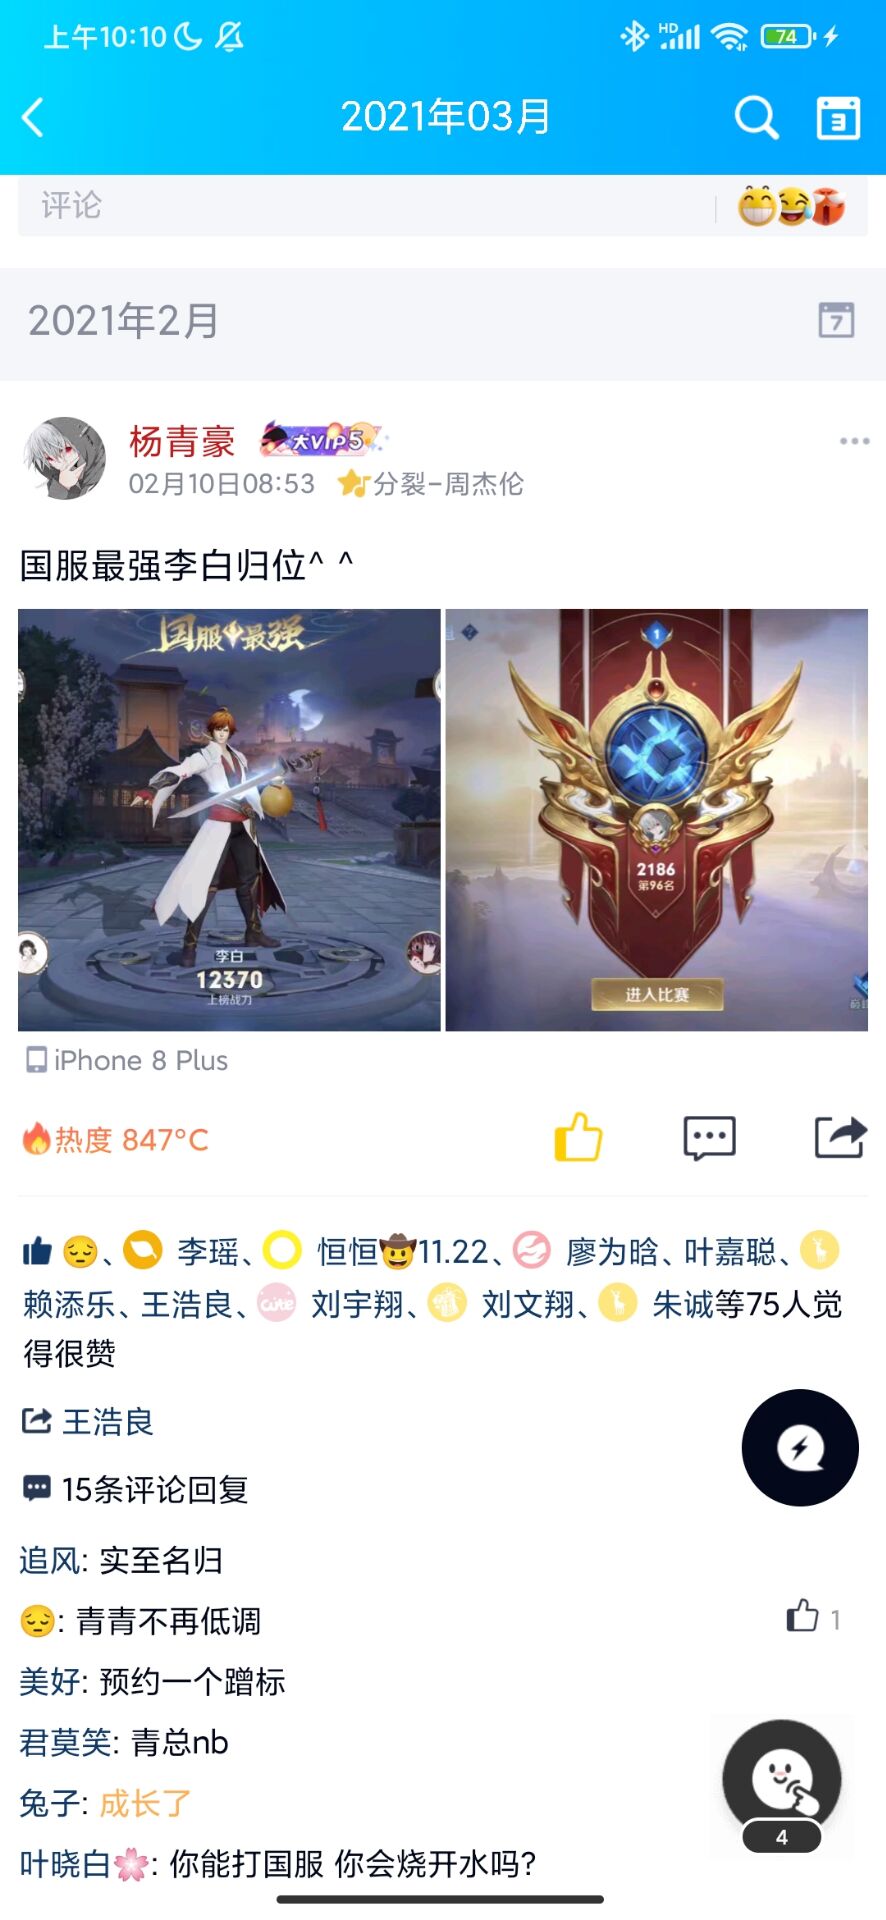 上午10:10
HD
74
2021年03月
3
评论
2021年2月
7
杨青豪 大VIP5
02月10日08:53 分裂-周杰伦
国服最强李白归位^ ^
国服最强
李白
12370
上榜战力
1
2186
第96名
进入比赛
iPhone 8 Plus
热度 847°C
、 李瑶、 恒恒🤠11.22、 廖为晗、叶嘉聪、
赖添乐、王浩良、cute 刘宇翔、 刘文翔、 朱诚等75人觉
得很赞
王浩良
15条评论回复
追风: 实至名归
😔: 青青不再低调
1
美好: 预约一个蹭标
君莫笑: 青总nb
兔子: 成长了
4
叶晓白🌸: 你能打国服 你会烧开水吗?